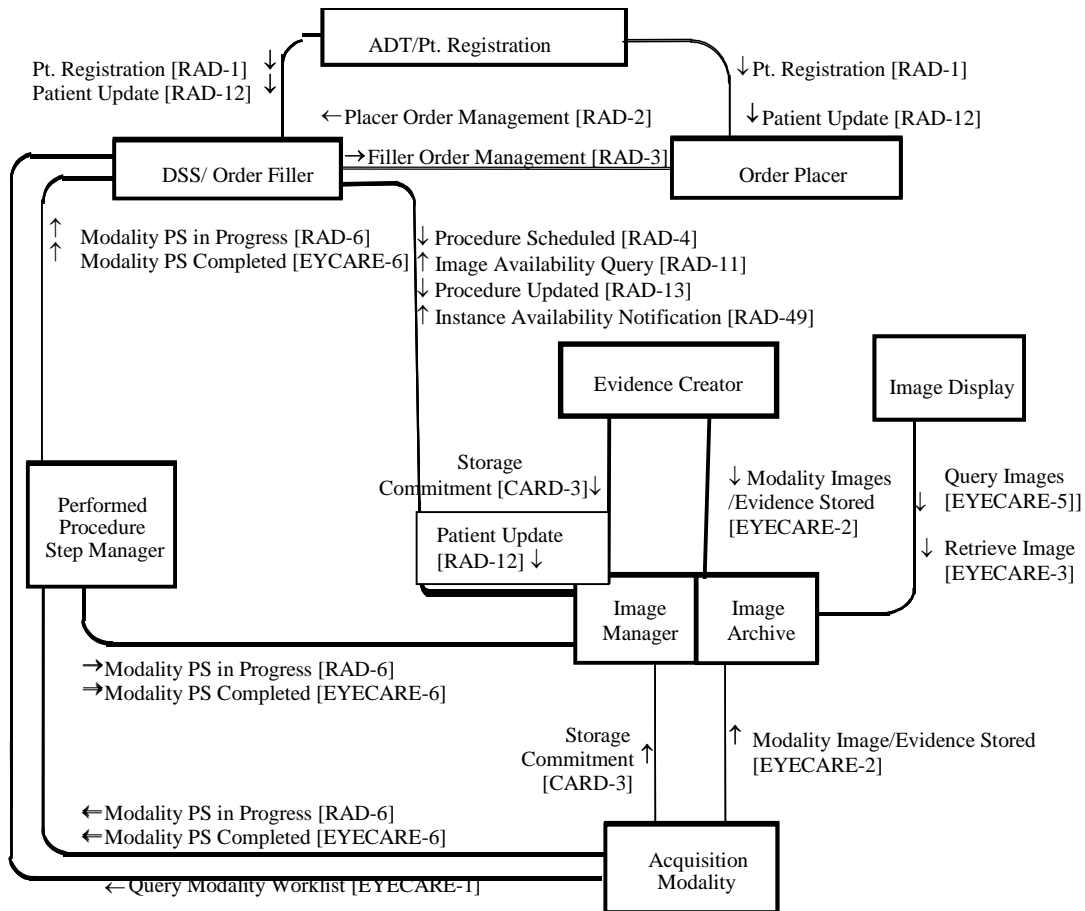 ADT/Pt. Registration
Pt. Registration [RAD-1] ↓
Patient Update [RAD-12] ↓
↓ Pt. Registration [RAD-1]
↓ Patient Update [RAD-12]
← Placer Order Management [RAD-2]
→ Filler Order Management [RAD-3]
DSS/ Order Filler
Order Placer
↑ Modality PS in Progress [RAD-6]
↑ Modality PS Completed [EYCARE-6]
↓ Procedure Scheduled [RAD-4]
↑ Image Availability Query [RAD-11]
↓ Procedure Updated [RAD-13]
↑ Instance Availability Notification [RAD-49]
Evidence Creator
Image Display
Storage
Commitment [CARD-3]↓
↓ Modality Images
/Evidence Stored
[EYECARE-2]
Query Images
↓ [EYECARE-5]]
↓ Retrieve Image
[EYECARE-3]
Performed
Procedure
Step Manager
Patient Update
[RAD-12] ↓
Image
Manager
Image
Archive
→ Modality PS in Progress [RAD-6]
⇒ Modality PS Completed [EYECARE-6]
Storage
Commitment ↑
[CARD-3]
↑ Modality Image/Evidence Stored
[EYECARE-2]
⇐ Modality PS in Progress [RAD-6]
⇐ Modality PS Completed [EYECARE-6]
← Query Modality Worklist [EYECARE-1]
Acquisition
Modality